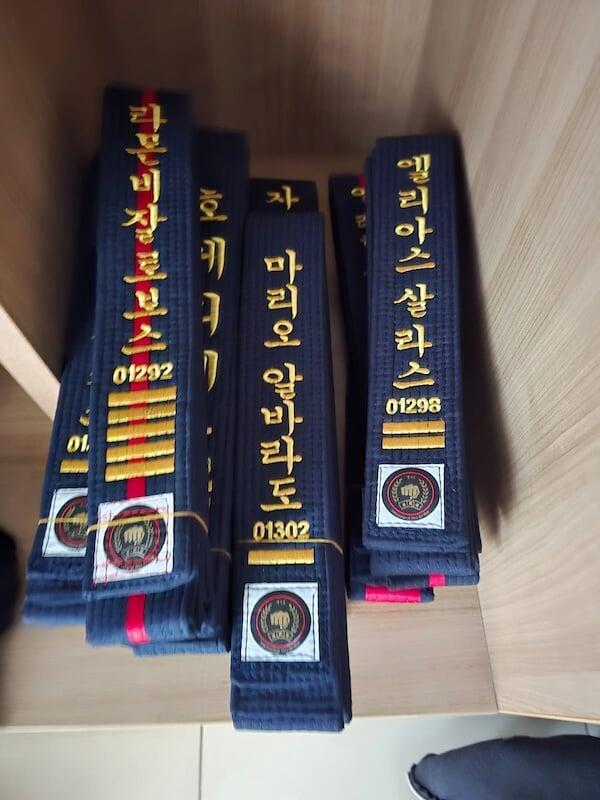 라몬비잘로보스
01292
호
자
마리오 알바라도
01302
엘리아스 살라스
01298